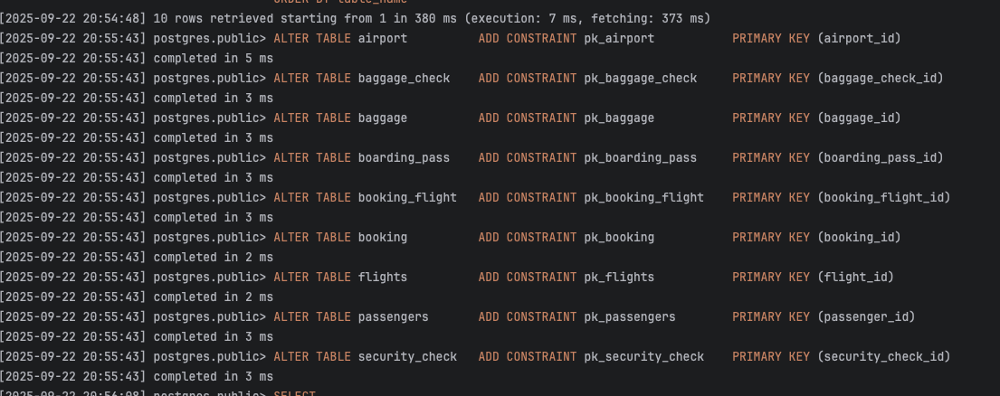 ORDER BY table_name
[2025-09-22 20:54:48] 10 rows retrieved starting from 1 in 380 ms (execution: 7 ms, fetching: 373 ms)
[2025-09-22 20:55:43] postgres.public> ALTER TABLE airport ADD CONSTRAINT pk_airport PRIMARY KEY (airport_id)
[2025-09-22 20:55:43] completed in 5 ms
[2025-09-22 20:55:43] postgres.public> ALTER TABLE baggage_check ADD CONSTRAINT pk_baggage_check PRIMARY KEY (baggage_check_id)
[2025-09-22 20:55:43] completed in 3 ms
[2025-09-22 20:55:43] postgres.public> ALTER TABLE baggage ADD CONSTRAINT pk_baggage PRIMARY KEY (baggage_id)
[2025-09-22 20:55:43] completed in 3 ms
[2025-09-22 20:55:43] postgres.public> ALTER TABLE boarding_pass ADD CONSTRAINT pk_boarding_pass PRIMARY KEY (boarding_pass_id)
[2025-09-22 20:55:43] completed in 3 ms
[2025-09-22 20:55:43] postgres.public> ALTER TABLE booking_flight ADD CONSTRAINT pk_booking_flight PRIMARY KEY (booking_flight_id)
[2025-09-22 20:55:43] completed in 3 ms
[2025-09-22 20:55:43] postgres.public> ALTER TABLE booking ADD CONSTRAINT pk_booking PRIMARY KEY (booking_id)
[2025-09-22 20:55:43] completed in 2 ms
[2025-09-22 20:55:43] postgres.public> ALTER TABLE flights ADD CONSTRAINT pk_flights PRIMARY KEY (flight_id)
[2025-09-22 20:55:43] completed in 2 ms
[2025-09-22 20:55:43] postgres.public> ALTER TABLE passengers ADD CONSTRAINT pk_passengers PRIMARY KEY (passenger_id)
[2025-09-22 20:55:43] completed in 3 ms
[2025-09-22 20:55:43] postgres.public> ALTER TABLE security_check ADD CONSTRAINT pk_security_check PRIMARY KEY (security_check_id)
[2025-09-22 20:55:43] completed in 3 ms
[2025-09-22 20:56:08] postgres.public> SELECT